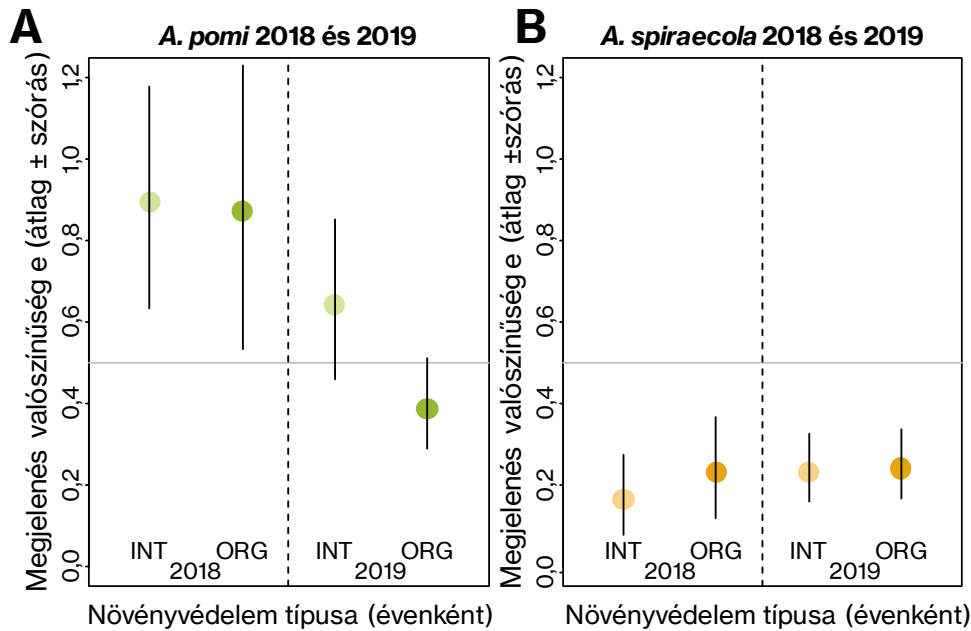 A
A. pomi 2018 és 2019
Megjelenés valószínűség e (átlag ± szórás)
1,2
1,0
0,8
0,6
0,4
0,2
0,0
INT ORG INT ORG
2018 2019
Növényvédelem típusa (évenként)
B
A. spiraecola 2018 és 2019
Megjelenés valószínűség e (átlag ±szórás)
1,2
1,0
0,8
0,6
0,4
0,2
0,0
INT ORG INT ORG
2018 2019
Növényvédelem típusa (évenként)